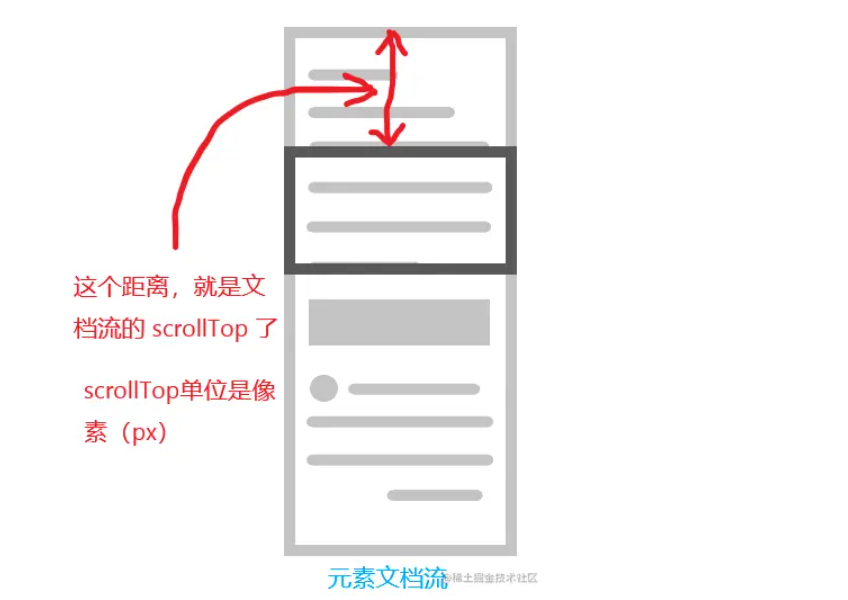 这个距离，就是文
档流的 scrollTop 了
scrollTop单位是像
素（px）
元素文档流
@稀土掘金技术社区